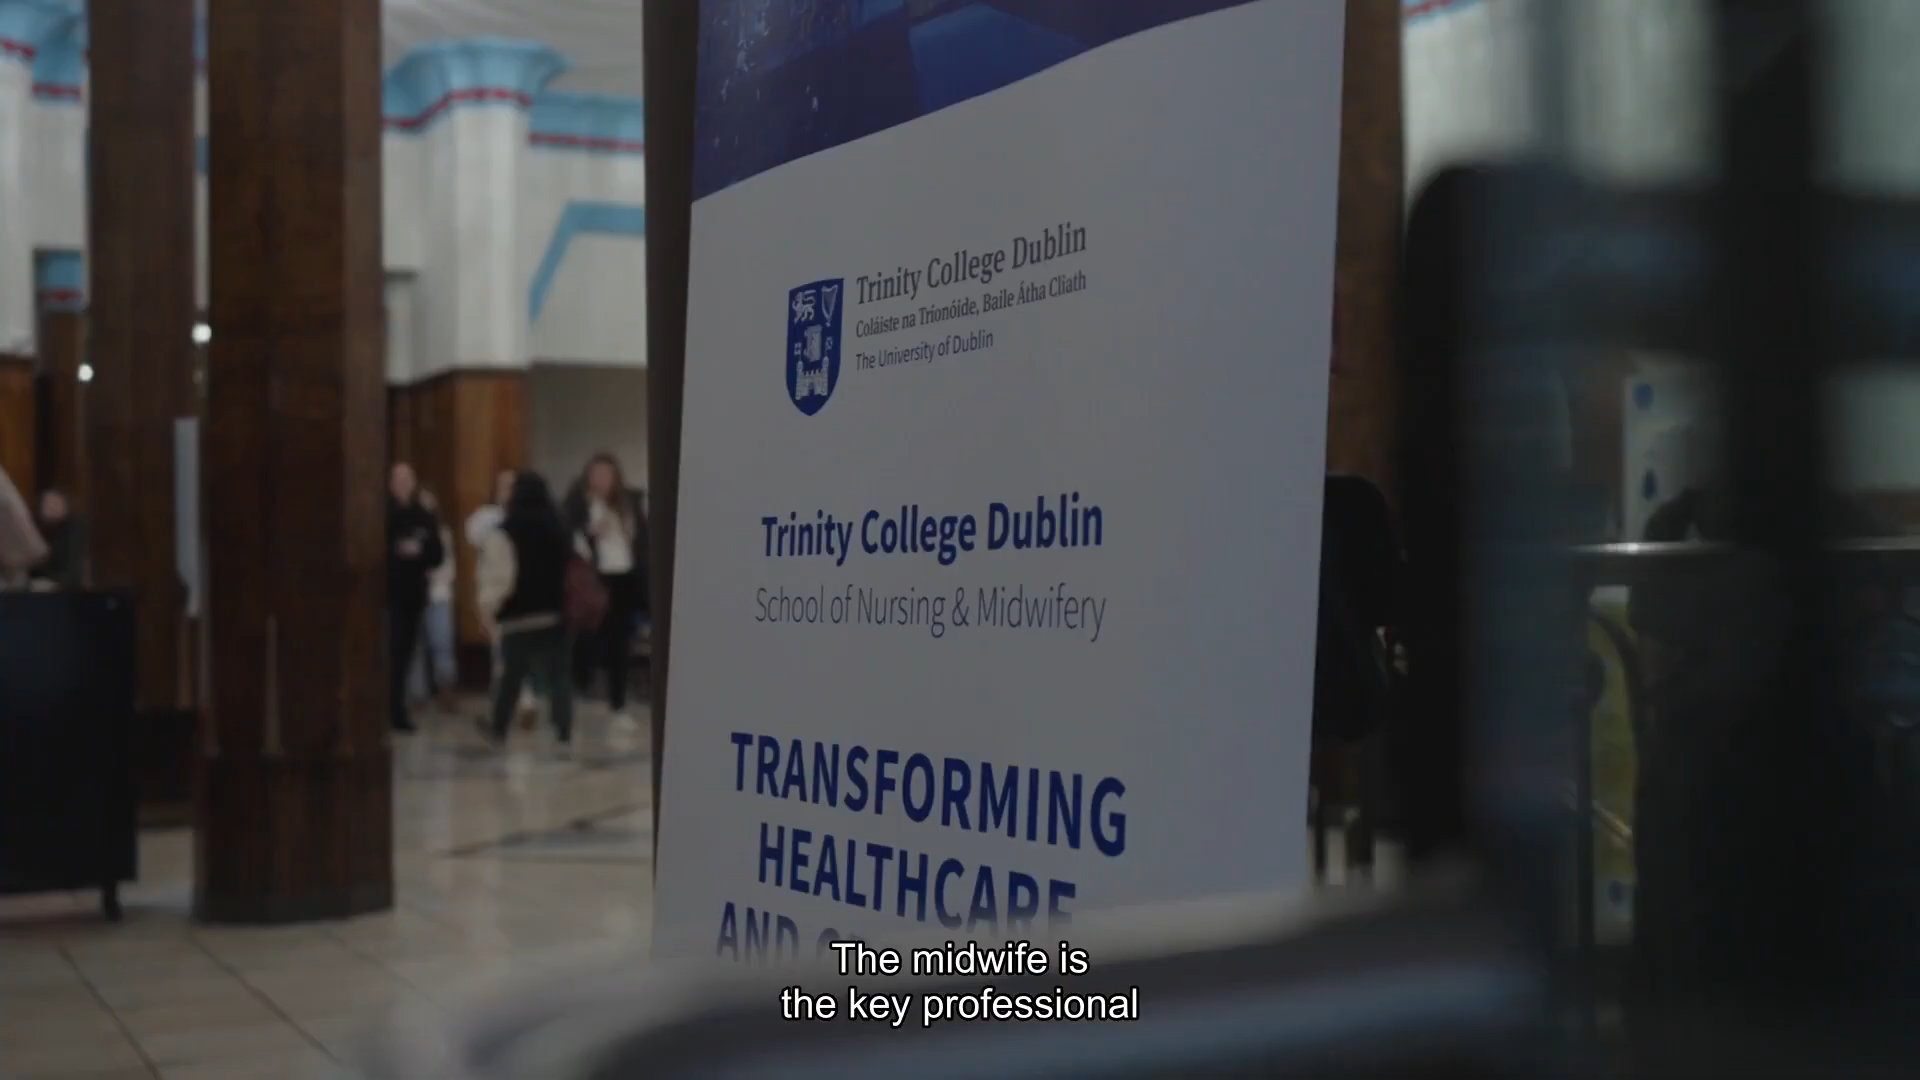 Trinity College Dublin
Coláiste na Tríonóide, Baile Átha Cliath
The University of Dublin
Trinity College Dublin
School of Nursing & Midwifery
TRANSFORMING
HEALTHCARE
AND
The midwife is
the key professional